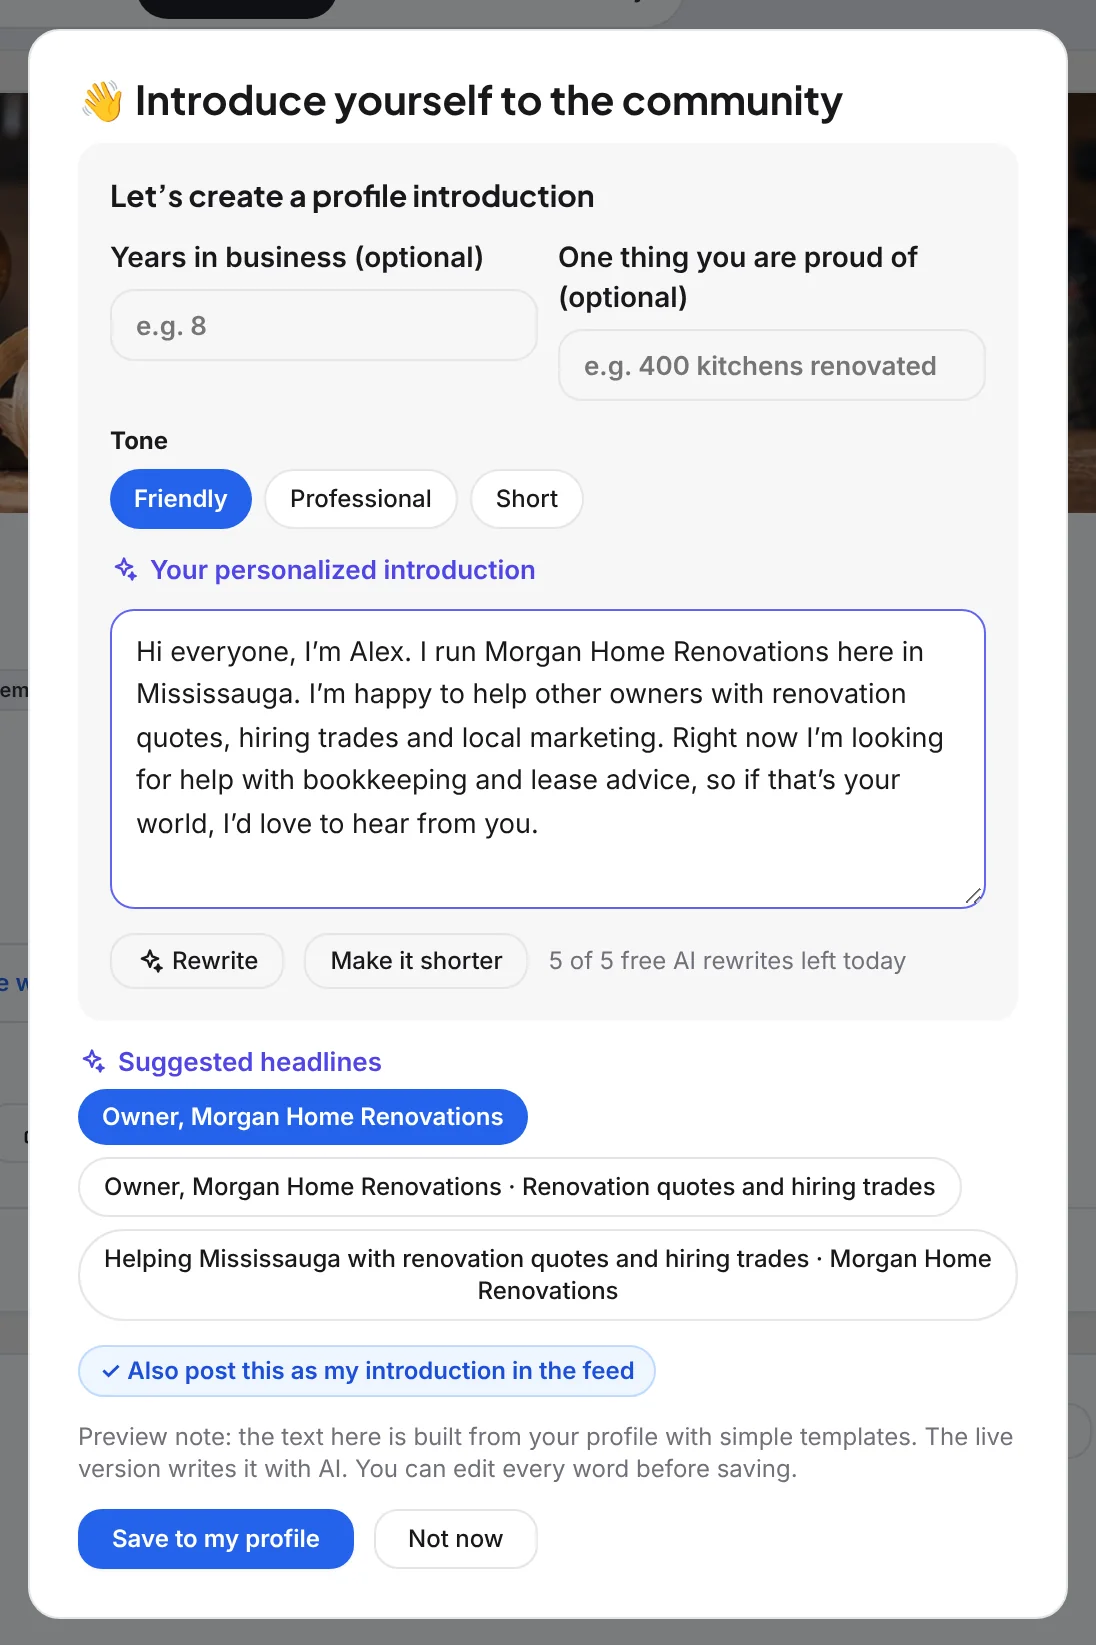 👋 Introduce yourself to the community
Let’s create a profile introduction
Years in business (optional)
e.g. 8
One thing you are proud of
(optional)
e.g. 400 kitchens renovated
Tone
Friendly
Professional
Short
Your personalized introduction
Hi everyone, I’m Alex. I run Morgan Home Renovations here in
Mississauga. I’m happy to help other owners with renovation
quotes, hiring trades and local marketing. Right now I’m looking
for help with bookkeeping and lease advice, so if that’s your
world, I’d love to hear from you.
Rewrite
Make it shorter
5 of 5 free AI rewrites left today
Suggested headlines
Owner, Morgan Home Renovations
Owner, Morgan Home Renovations · Renovation quotes and hiring trades
Helping Mississauga with renovation quotes and hiring trades · Morgan Home
Renovations
✓ Also post this as my introduction in the feed
Preview note: the text here is built from your profile with simple templates. The live
version writes it with AI. You can edit every word before saving.
Save to my profile
Not now